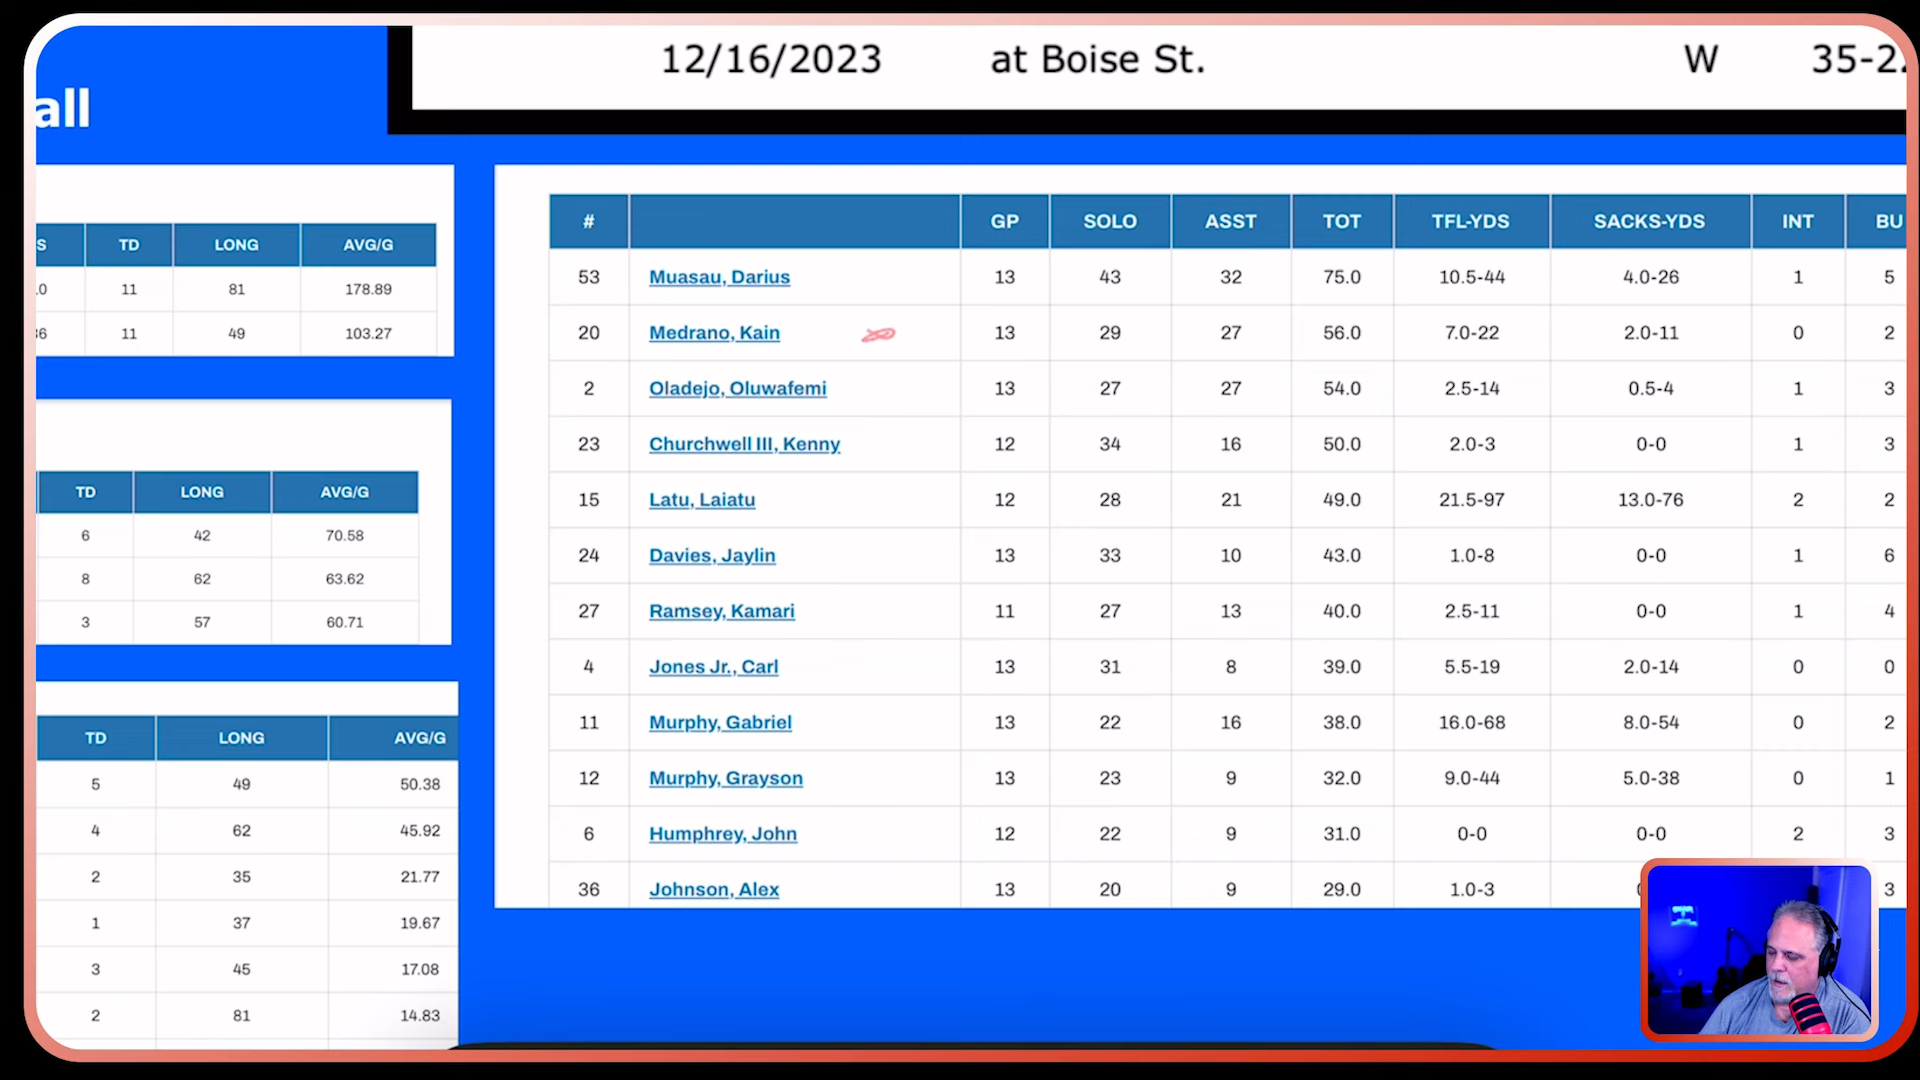 12/16/2023 at Boise St. W 35-2
all
S TD LONG AVG/G
.0 11 81 178.89
36 11 49 103.27
TD LONG AVG/G
6 42 70.58
8 62 63.62
3 57 60.71
TD LONG AVG/G
5 49 50.38
4 62 45.92
2 35 21.77
1 37 19.67
3 45 17.08
2 81 14.83
# GP SOLO ASST TOT TFL-YDS SACKS-YDS INT BU
53 Muasau, Darius 13 43 32 75.0 10.5-44 4.0-26 1 5
20 Medrano, Kain 13 29 27 56.0 7.0-22 2.0-11 0 2
2 Oladejo, Oluwafemi 13 27 27 54.0 2.5-14 0.5-4 1 3
23 Churchwell III, Kenny 12 34 16 50.0 2.0-3 0-0 1 3
15 Latu, Laiatu 12 28 21 49.0 21.5-97 13.0-76 2 2
24 Davies, Jaylin 13 33 10 43.0 1.0-8 0-0 1 6
27 Ramsey, Kamari 11 27 13 40.0 2.5-11 0-0 1 4
4 Jones Jr., Carl 13 31 8 39.0 5.5-19 2.0-14 0 0
11 Murphy, Gabriel 13 22 16 38.0 16.0-68 8.0-54 0 2
12 Murphy, Grayson 13 23 9 32.0 9.0-44 5.0-38 0 1
6 Humphrey, John 12 22 9 31.0 0-0 0-0 2 3
36 Johnson, Alex 13 20 9 29.0 1.0-3 3